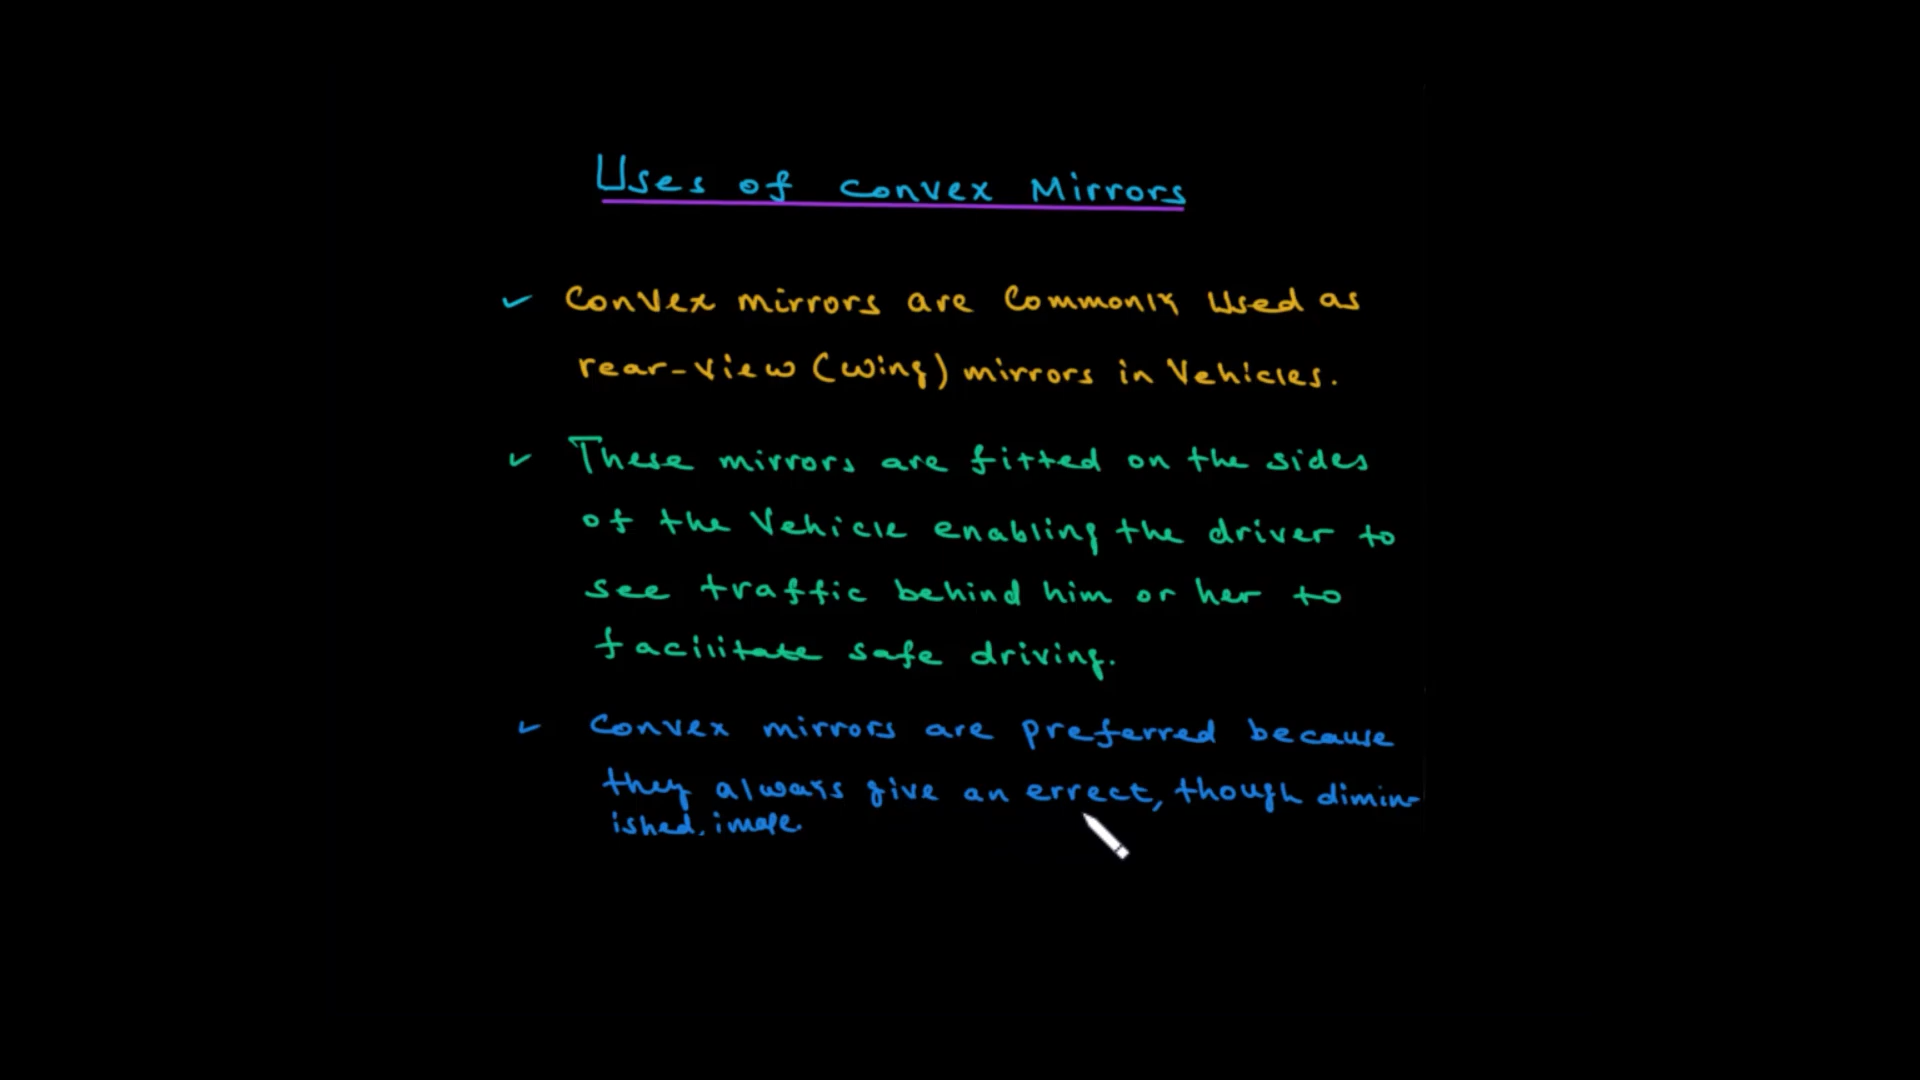 Uses of Convex Mirrors
✓ Convex mirrors are Commonly Used as
rear-view (wing) mirrors in Vehicles.
✓ These mirrors are fitted on the sides
of the Vehicle enabling the driver to
see traffic behind him or her to
facilitate safe driving.
✓ Convex mirrors are preferred because
they always give an errect, though dimin-
ished, image.